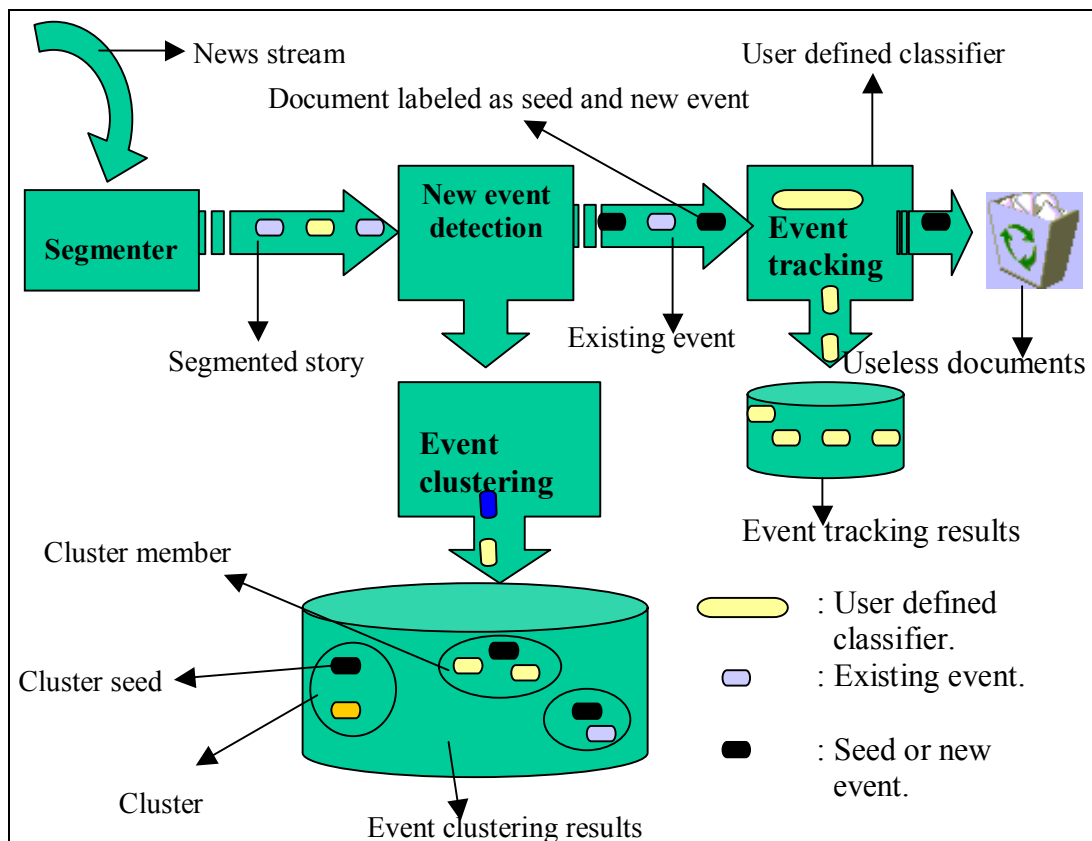 News stream
User defined classifier
Document labeled as seed and new event
Segmenter
New event
detection
Event
tracking
Segmented story
Existing event
Useless documents
Event
clustering
Event tracking results
Cluster member
Cluster seed
Cluster
Event clustering results
: User defined
classifier.
: Existing event.
: Seed or new
event.